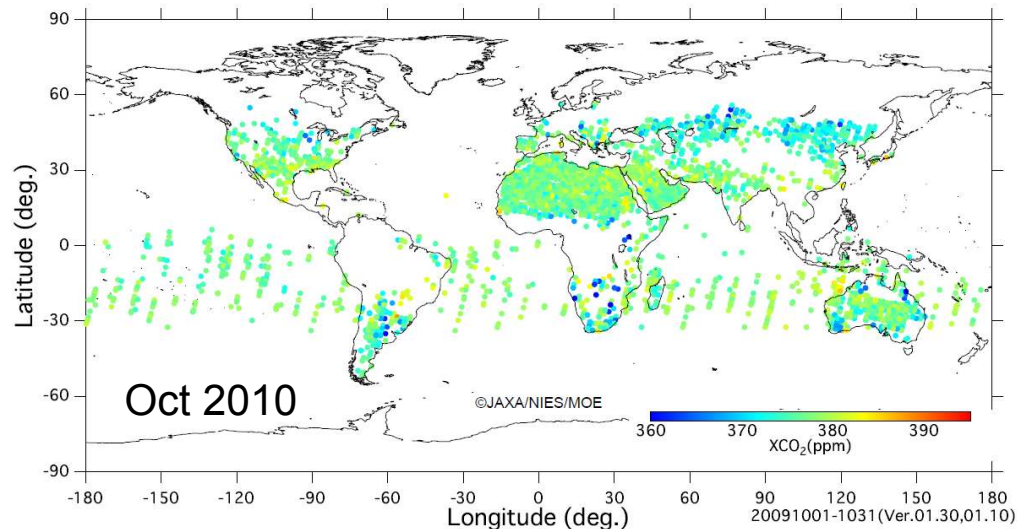 90
60
30
0
-30
-60
-90
Latitude (deg.)
Oct 2010
©JAXA/NIES/MOE
360 370 380 390
XCO₂(ppm)
-180 -150 -120 -90 -60 -30 0 30 60 90 120 150 180
Longitude (deg.)
20091001-1031(Ver.01.30,01.10)